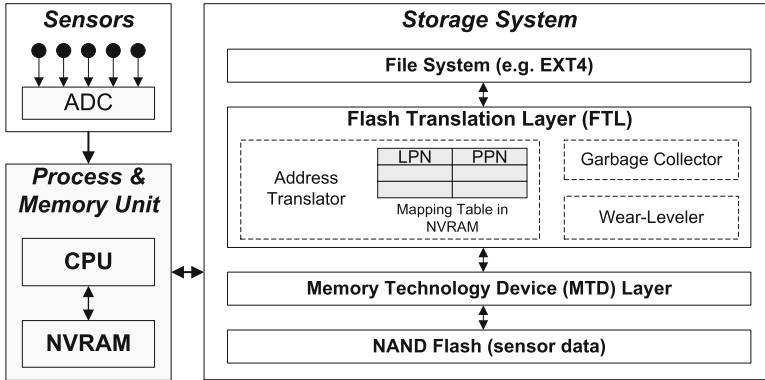 Sensors
ADC
Process &
Memory Unit
CPU
NVRAM
Storage System
File System (e.g. EXT4)
Flash Translation Layer (FTL)
Address
Translator
LPN PPN
Mapping Table in
NVRAM
Garbage Collector
Wear-Leveler
Memory Technology Device (MTD) Layer
NAND Flash (sensor data)